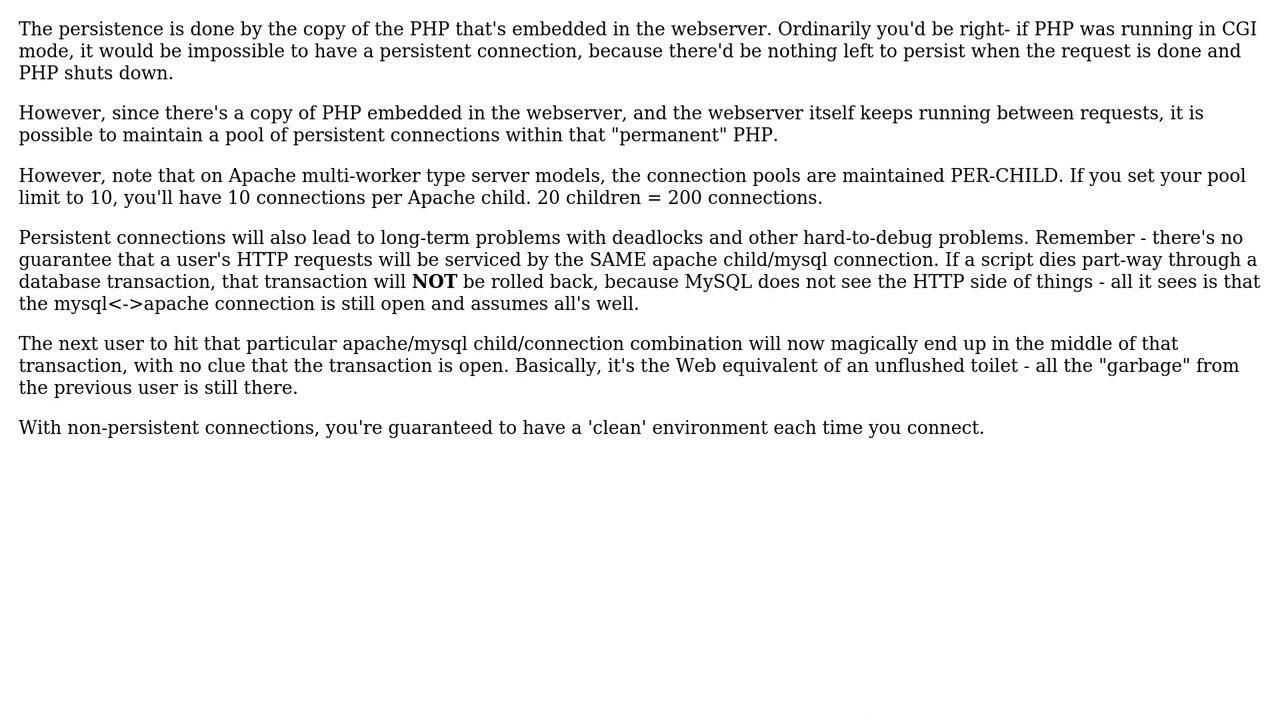 The persistence is done by the copy of the PHP that's embedded in the webserver. Ordinarily you'd be right- if PHP was running in CGI
mode, it would be impossible to have a persistent connection, because there'd be nothing left to persist when the request is done and
PHP shuts down.
However, since there's a copy of PHP embedded in the webserver, and the webserver itself keeps running between requests, it is
possible to maintain a pool of persistent connections within that "permanent" PHP.
However, note that on Apache multi-worker type server models, the connection pools are maintained PER-CHILD. If you set your pool
limit to 10, you'll have 10 connections per Apache child. 20 children = 200 connections.
Persistent connections will also lead to long-term problems with deadlocks and other hard-to-debug problems. Remember - there's no
guarantee that a user's HTTP requests will be serviced by the SAME apache child/mysql connection. If a script dies part-way through a
database transaction, that transaction will NOT be rolled back, because MySQL does not see the HTTP side of things - all it sees is that
the mysql<->apache connection is still open and assumes all's well.
The next user to hit that particular apache/mysql child/connection combination will now magically end up in the middle of that
transaction, with no clue that the transaction is open. Basically, it's the Web equivalent of an unflushed toilet - all the "garbage" from
the previous user is still there.
With non-persistent connections, you're guaranteed to have a 'clean' environment each time you connect.